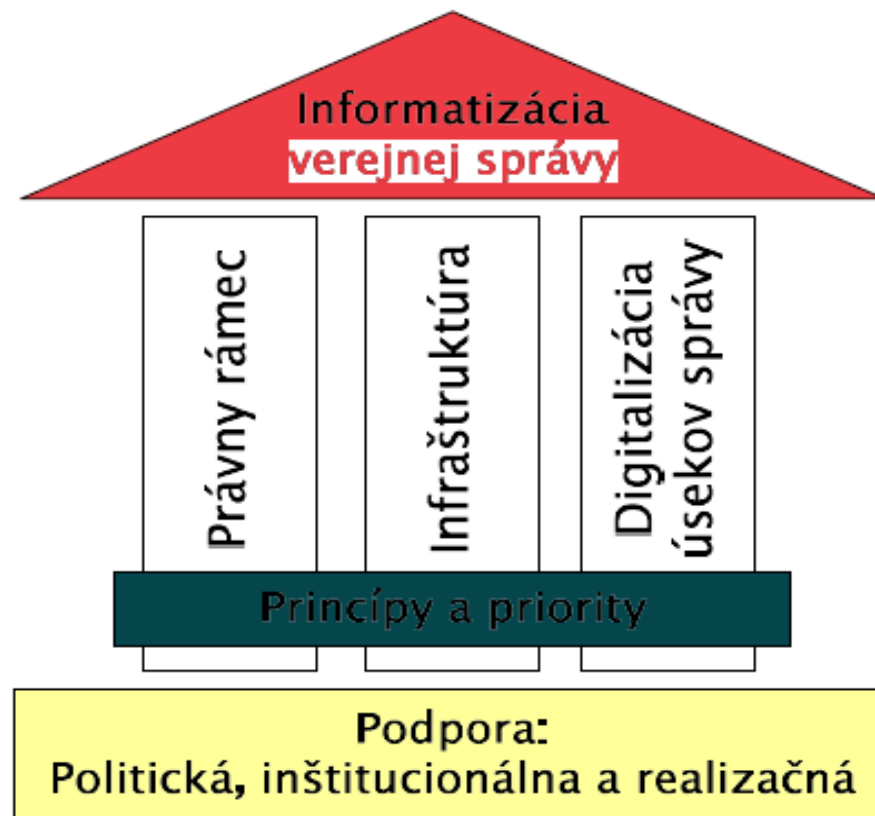 Informatizácia
verejnej správy
Právny rámec
Infraštruktúra
Digitalizácia
úsekov správy
Princípy a priority
Podpora:
Politická, inštitucionálna a realizačná